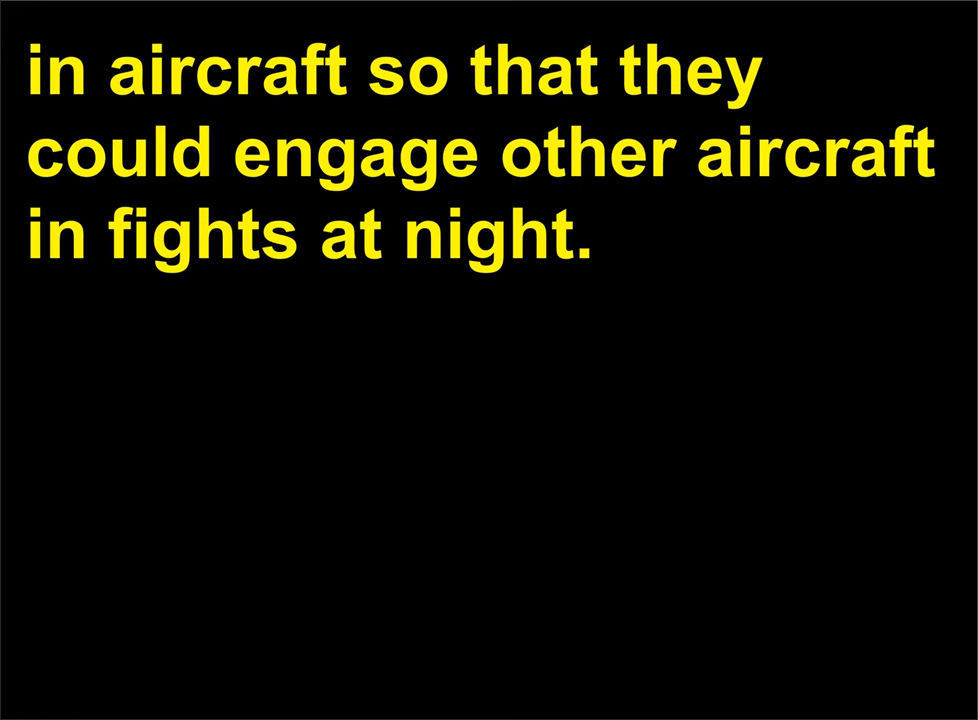 in aircraft so that they
could engage other aircraft
in fights at night.